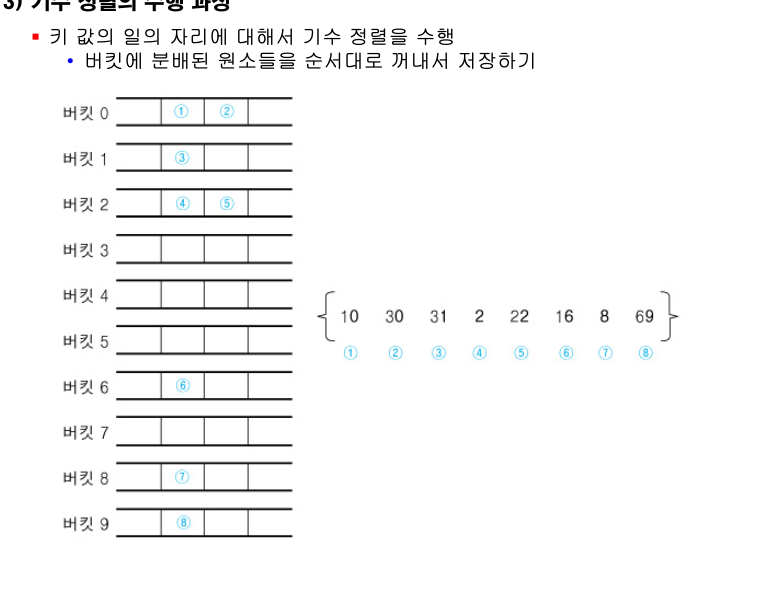 3) 기수 정렬의 수행 과정
▪ 키 값의 일의 자리에 대해서 기수 정렬을 수행
• 버킷에 분배된 원소들을 순서대로 꺼내서 저장하기
버킷 0 ① ②
버킷 1 ③
버킷 2 ④ ⑤
버킷 3
버킷 4
버킷 5
버킷 6 ⑥
버킷 7
버킷 8 ⑦
버킷 9 ⑧
{ 10 30 31 2 22 16 8 69 }
① ② ③ ④ ⑤ ⑥ ⑦ ⑧